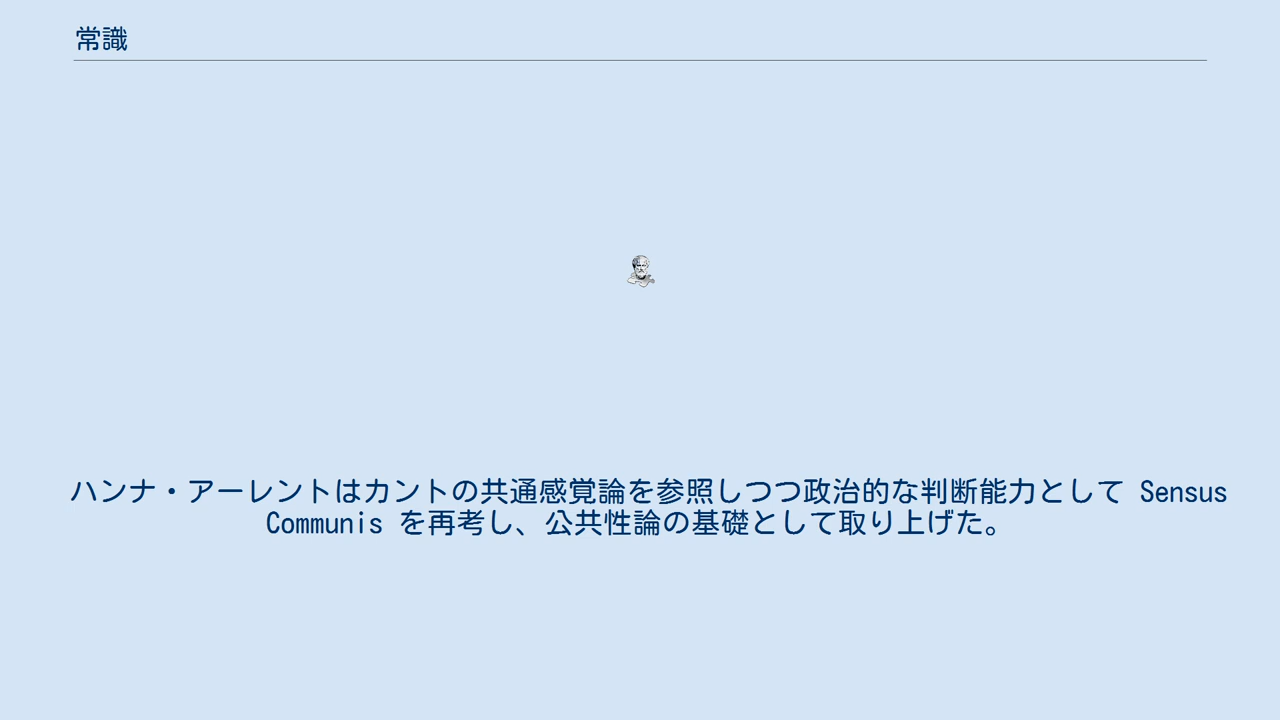 常識
ハンナ・アーレントはカントの共通感覚論を参照しつつ政治的な判断能力として Sensus
Communis を再考し、公共性論の基礎として取り上げた。